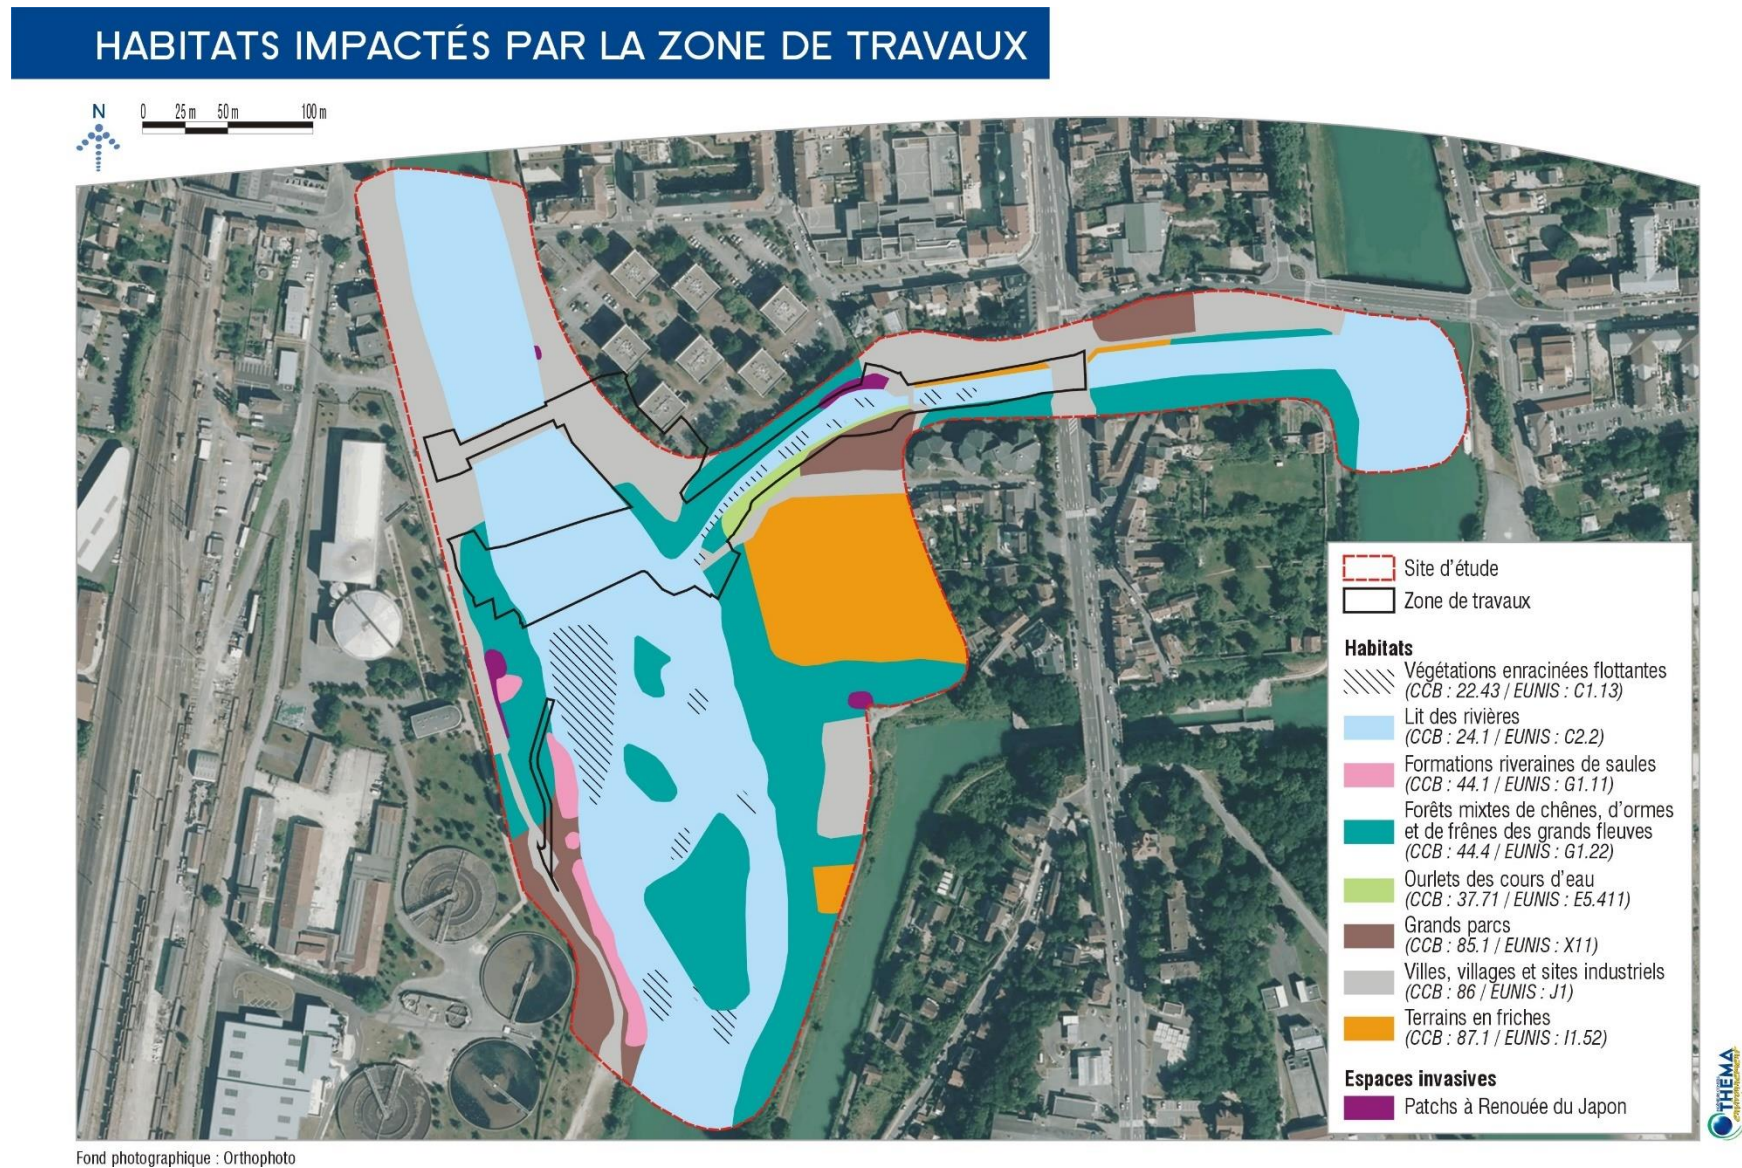 HABITATS IMPACTÉS PAR LA ZONE DE TRAVAUX
N
0 25 m 50 m 100 m
Site d'étude
Zone de travaux
Habitats
Végétations enracinées flottantes
(CCB : 22.43 / EUNIS : C1.13)
Lit des rivières
(CCB : 24.1 / EUNIS : C2.2)
Formations riveraines de saules
(CCB : 44.1 / EUNIS : G1.11)
Forêts mixtes de chênes, d'ormes
et de frênes des grands fleuves
(CCB : 44.4 / EUNIS : G1.22)
Ourlets des cours d'eau
(CCB : 37.71 / EUNIS : E5.411)
Grands parcs
(CCB : 85.1 / EUNIS : X11)
Villes, villages et sites industriels
(CCB : 86 / EUNIS : J1)
Terrains en friches
(CCB : 87.1 / EUNIS : I1.52)
Espaces invasives
Patchs à Renouée du Japon
THEMA
Fond photographique : Orthophoto